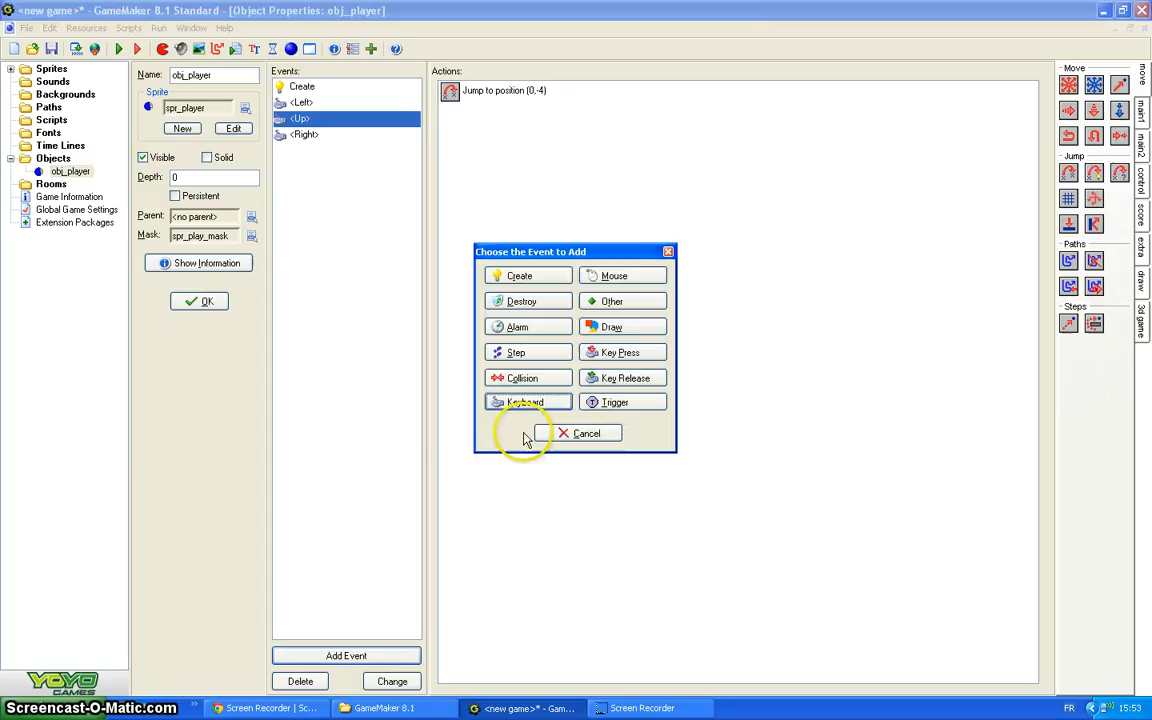 <new game>* - GameMaker 8.1 Standard - [Object Properties: obj_player]
File Edit Resources Scripts Run Window Help
Sprites
Sounds
Backgrounds
Paths
Scripts
Fonts
Time Lines
Objects
obj_player
Rooms
Game Information
Global Game Settings
Extension Packages
Name: obj_player
Sprite
spr_player
New Edit
Visible Solid
Depth: 0
Persistent
Parent: <no parent>
Mask: spr_play_mask
Show Information
OK
Events:
Create
<Left>
<Up>
<Right>
Add Event
Delete Change
Actions:
Jump to position (0,-4)
Choose the Event to Add
Create Mouse
Destroy Other
Alarm Draw
Step Key Press
Collision Key Release
Keyboard Trigger
Cancel
Move
Jump
Paths
Steps
move
main1
main2
control
score
extra
draw
3d game
YOYO
GAMES
Screencast-O-Matic.com
Screen Recorder | Sc...
GameMaker 8.1
<new game>* - Gam...
Screen Recorder
FR
15:53